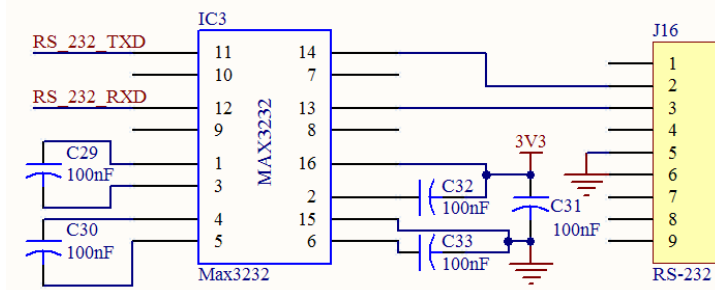 IC3
J16
RS_232_TXD
11
14
1
10
7
2
RS_232_RXD
12
13
3
9
8
4
MAX3232
3V3
C29
100nF
1
16
5
3
2
C32
100nF
6
C31
100nF
7
C30
100nF
4
15
8
5
6
C33
100nF
9
Max3232
RS-232